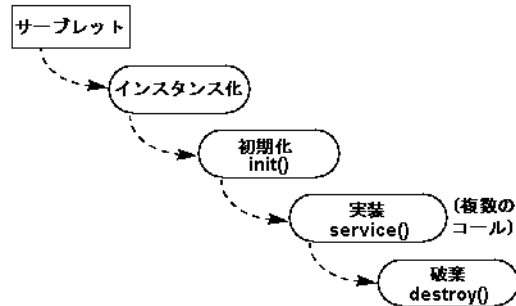 サーブレット
インスタンス化
初期化
init()
実装
service()
(複数の
コール)
破棄
destroy()